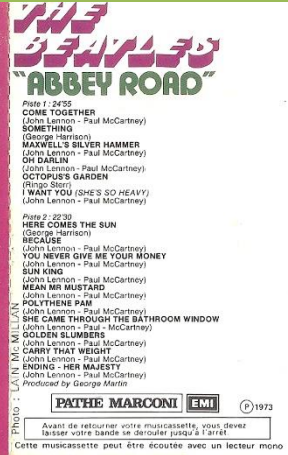 THE
BEATLES
"ABBEY ROAD"
Piste 1 : 24'55
COME TOGETHER
(John Lennon - Paul McCartney)
SOMETHING
(George Harrison)
MAXWELL'S SILVER HAMMER
(John Lennon - Paul McCartney)
OH DARLIN
(John Lennon - Paul McCartney)
OCTOPUS'S GARDEN
(Ringo Sterr)
I WANT YOU (SHE'S SO HEAVY)
(John Lennon - Paul McCartney)
Piste 2 : 22'30
HERE COMES THE SUN
(George Harrison)
BECAUSE
(John Lennon - Paul McCartney)
YOU NEVER GIVE ME YOUR MONEY
(John Lennon - Paul McCartney)
SUN KING
(John Lennon - Paul McCartney)
MEAN MR MUSTARD
(John Lennon - Paul McCartney)
POLYTHENE PAM
(John Lennon - Paul McCartney)
SHE CAME THROUGH THE BATHROOM WINDOW
(John Lennon - Paul - McCartney)
GOLDEN SLUMBERS
(John Lennon - Paul McCartney)
CARRY THAT WEIGHT
(John Lennon - Paul McCartney)
ENDING - HER MAJESTY
(John Lennon - Paul McCartney)
Produced by George Martin
Photo : IAIN Mc MILLAN
PATHE MARCONI EMI
Ⓟ 1973
Avant de retourner votre musicassette, vous devez
laisser votre bande se derouler jusqu'à l'arrêt
Cette musicassette peut être écoutée avec un lecteur mono